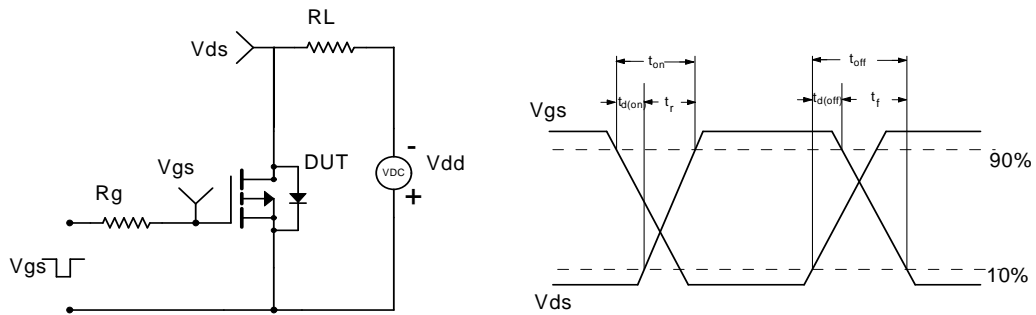 RL
Vds
Vgs
DUT
Rg
VDC
-
+
Vdd
Vgs
t_on
t_off
t_d(on)
t_r
t_d(off)
t_f
Vgs
90%
10%
Vds